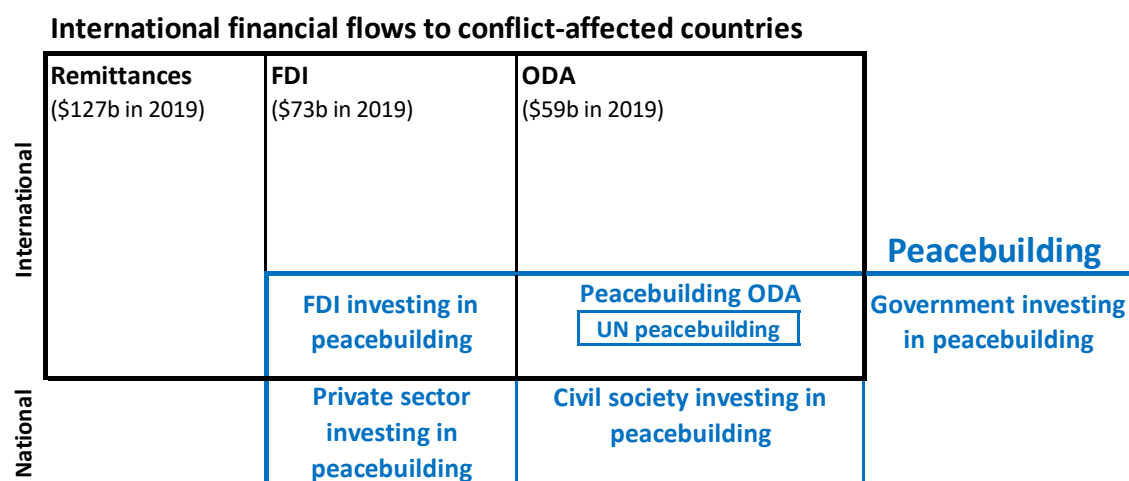 International financial flows to conflict-affected countries
Remittances
($127b in 2019)
FDI
($73b in 2019)
ODA
($59b in 2019)
International
Peacebuilding
FDI investing in
peacebuilding
Peacebuilding ODA
UN peacebuilding
Government investing
in peacebuilding
National
Private sector
investing in
peacebuilding
Civil society investing in
peacebuilding